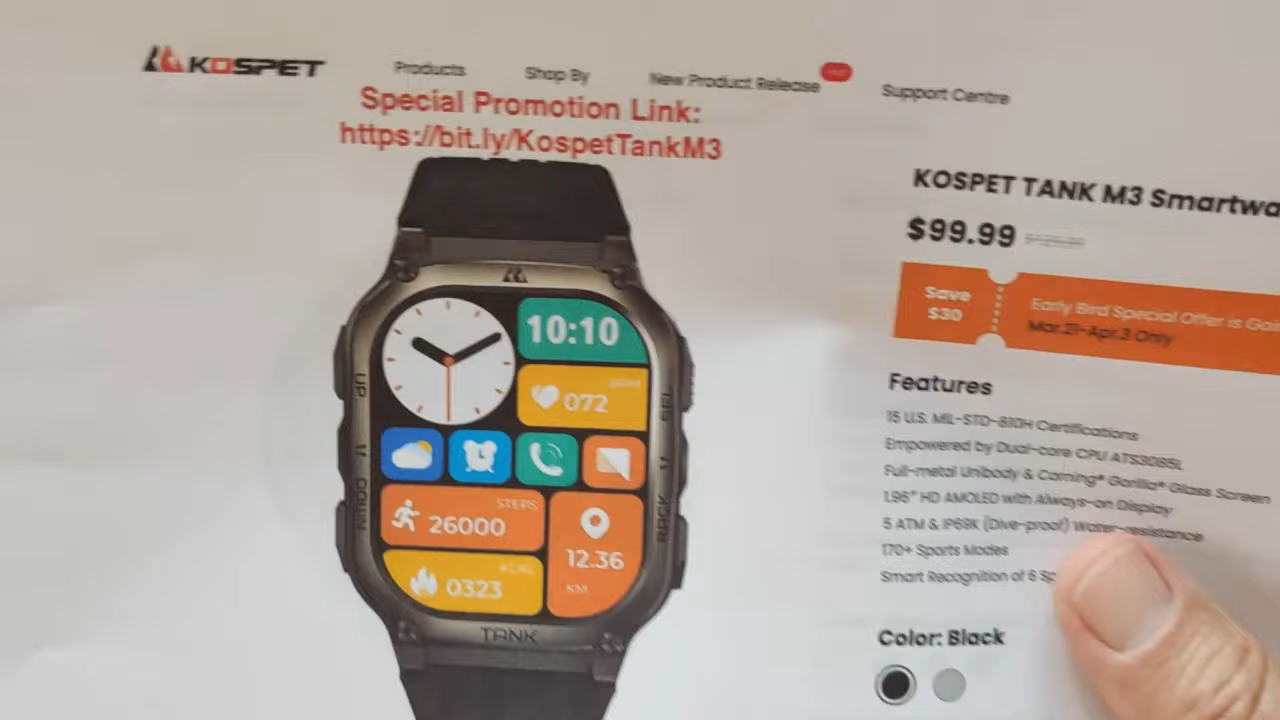 KOSPET
Products
Shop By
New Product Release
Hot
Support Centre
Special Promotion Link:
https://bit.ly/KospetTankM3
KOSPET TANK M3
$99.99
Save
$30
Early Bird Special Offer is
Mar.21-Apr.3 Only
Features
15 U.S. MIL-STD-810H Certifications
Empowered by Dual-core CPU ATS3085L
Full-metal Unibody & Corning® Gorilla® Glass Screen
1.96" HD AMOLED with Always-on Display
5 ATM & IP69K (Dive-proof) Water-resistance
170+ Sports Modes
Smart Recognition of 6
Color: Black
10:10
072
STEPS
26000
12.36
KM
KCAL
0323
UP
DOWN
SEL
BACK
TANK